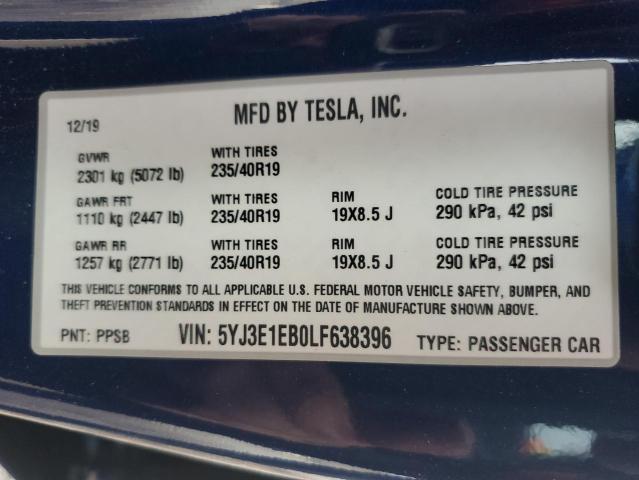 MFD BY TESLA, INC.
12/19
GVWR WITH TIRES
2301 kg (5072 lb) 235/40R19
GAWR FRT WITH TIRES RIM COLD TIRE PRESSURE
1110 kg (2447 lb) 235/40R19 19X8.5 J 290 kPa, 42 psi
GAWR RR WITH TIRES RIM COLD TIRE PRESSURE
1257 kg (2771 lb) 235/40R19 19X8.5 J 290 kPa, 42 psi
THIS VEHICLE CONFORMS TO ALL APPLICABLE U.S. FEDERAL MOTOR VEHICLE SAFETY, BUMPER, AND
THEFT PREVENTION STANDARDS IN EFFECT ON THE DATE OF MANUFACTURE SHOWN ABOVE.
PNT: PPSB VIN: 5YJ3E1EB0LF638396 TYPE: PASSENGER CAR